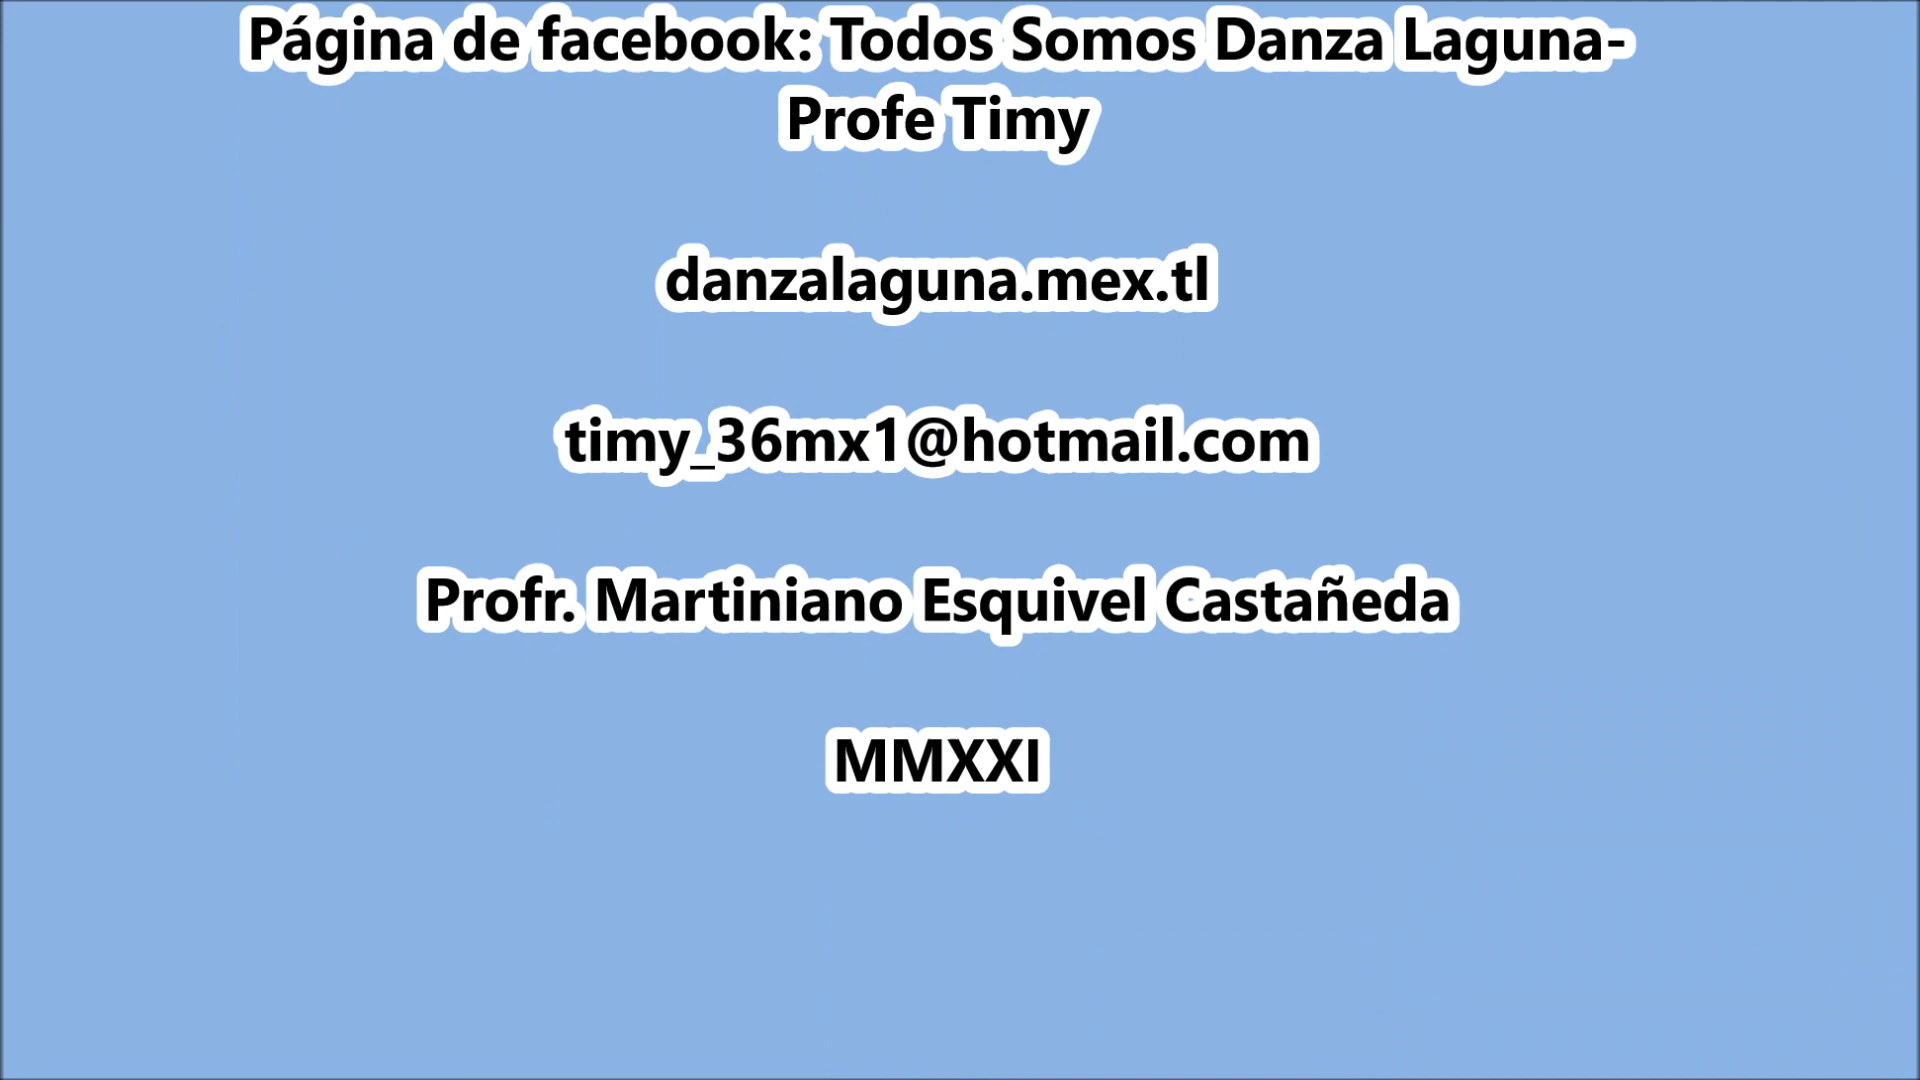 Página de facebook: Todos Somos Danza Laguna-
Profe Timy
danzalaguna.mex.tl
timy_36mx1@hotmail.com
Profr. Martiniano Esquivel Castañeda
MMXXI